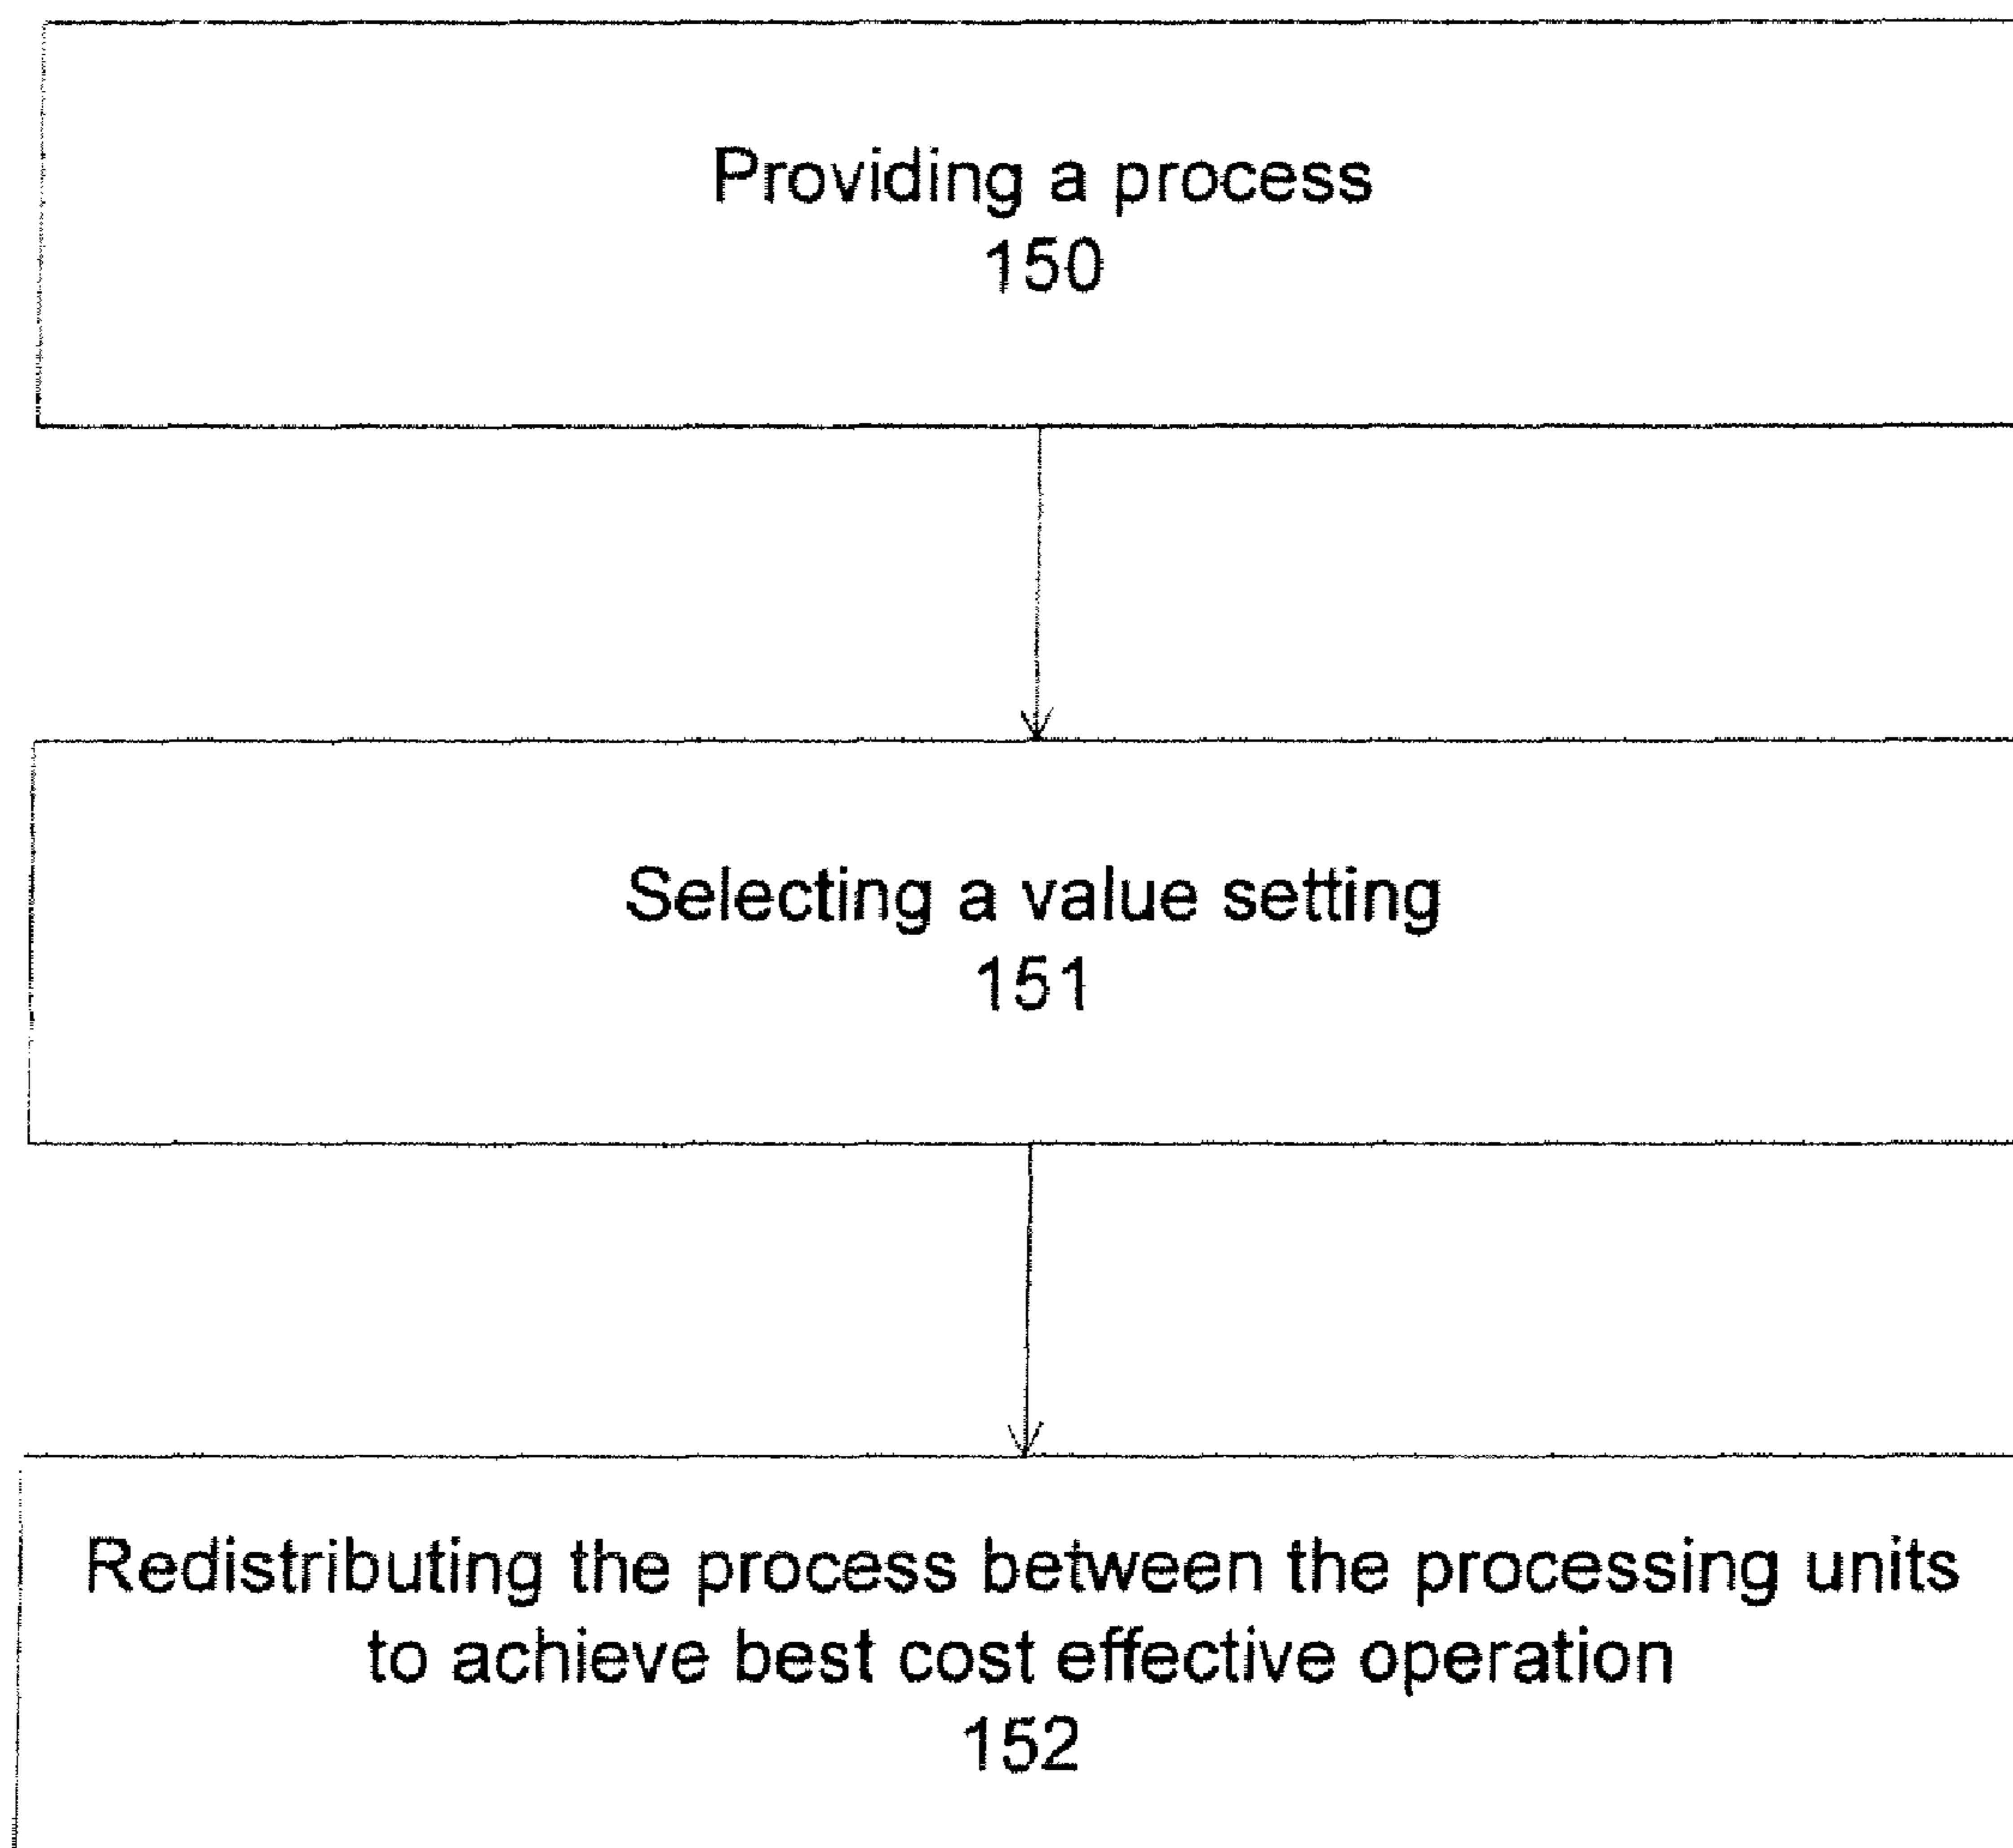 Providing a process
150
Selecting a value setting
151
Redistributing the process between the processing units
to achieve best cost effective operation
152